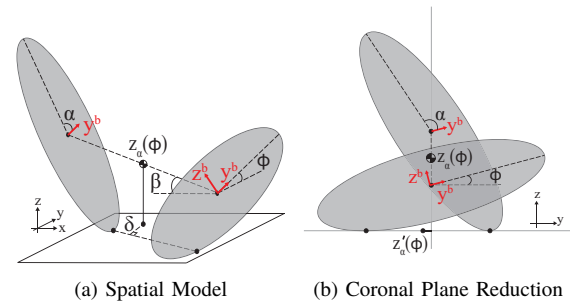 α
y^b
z_α(ϕ)
z^b
y^b
ϕ
β
δ
z
y
x
α
y^b
z_α(ϕ)
z^b
ϕ
y^b
z'_α(ϕ)
z
y
(a) Spatial Model
(b) Coronal Plane Reduction